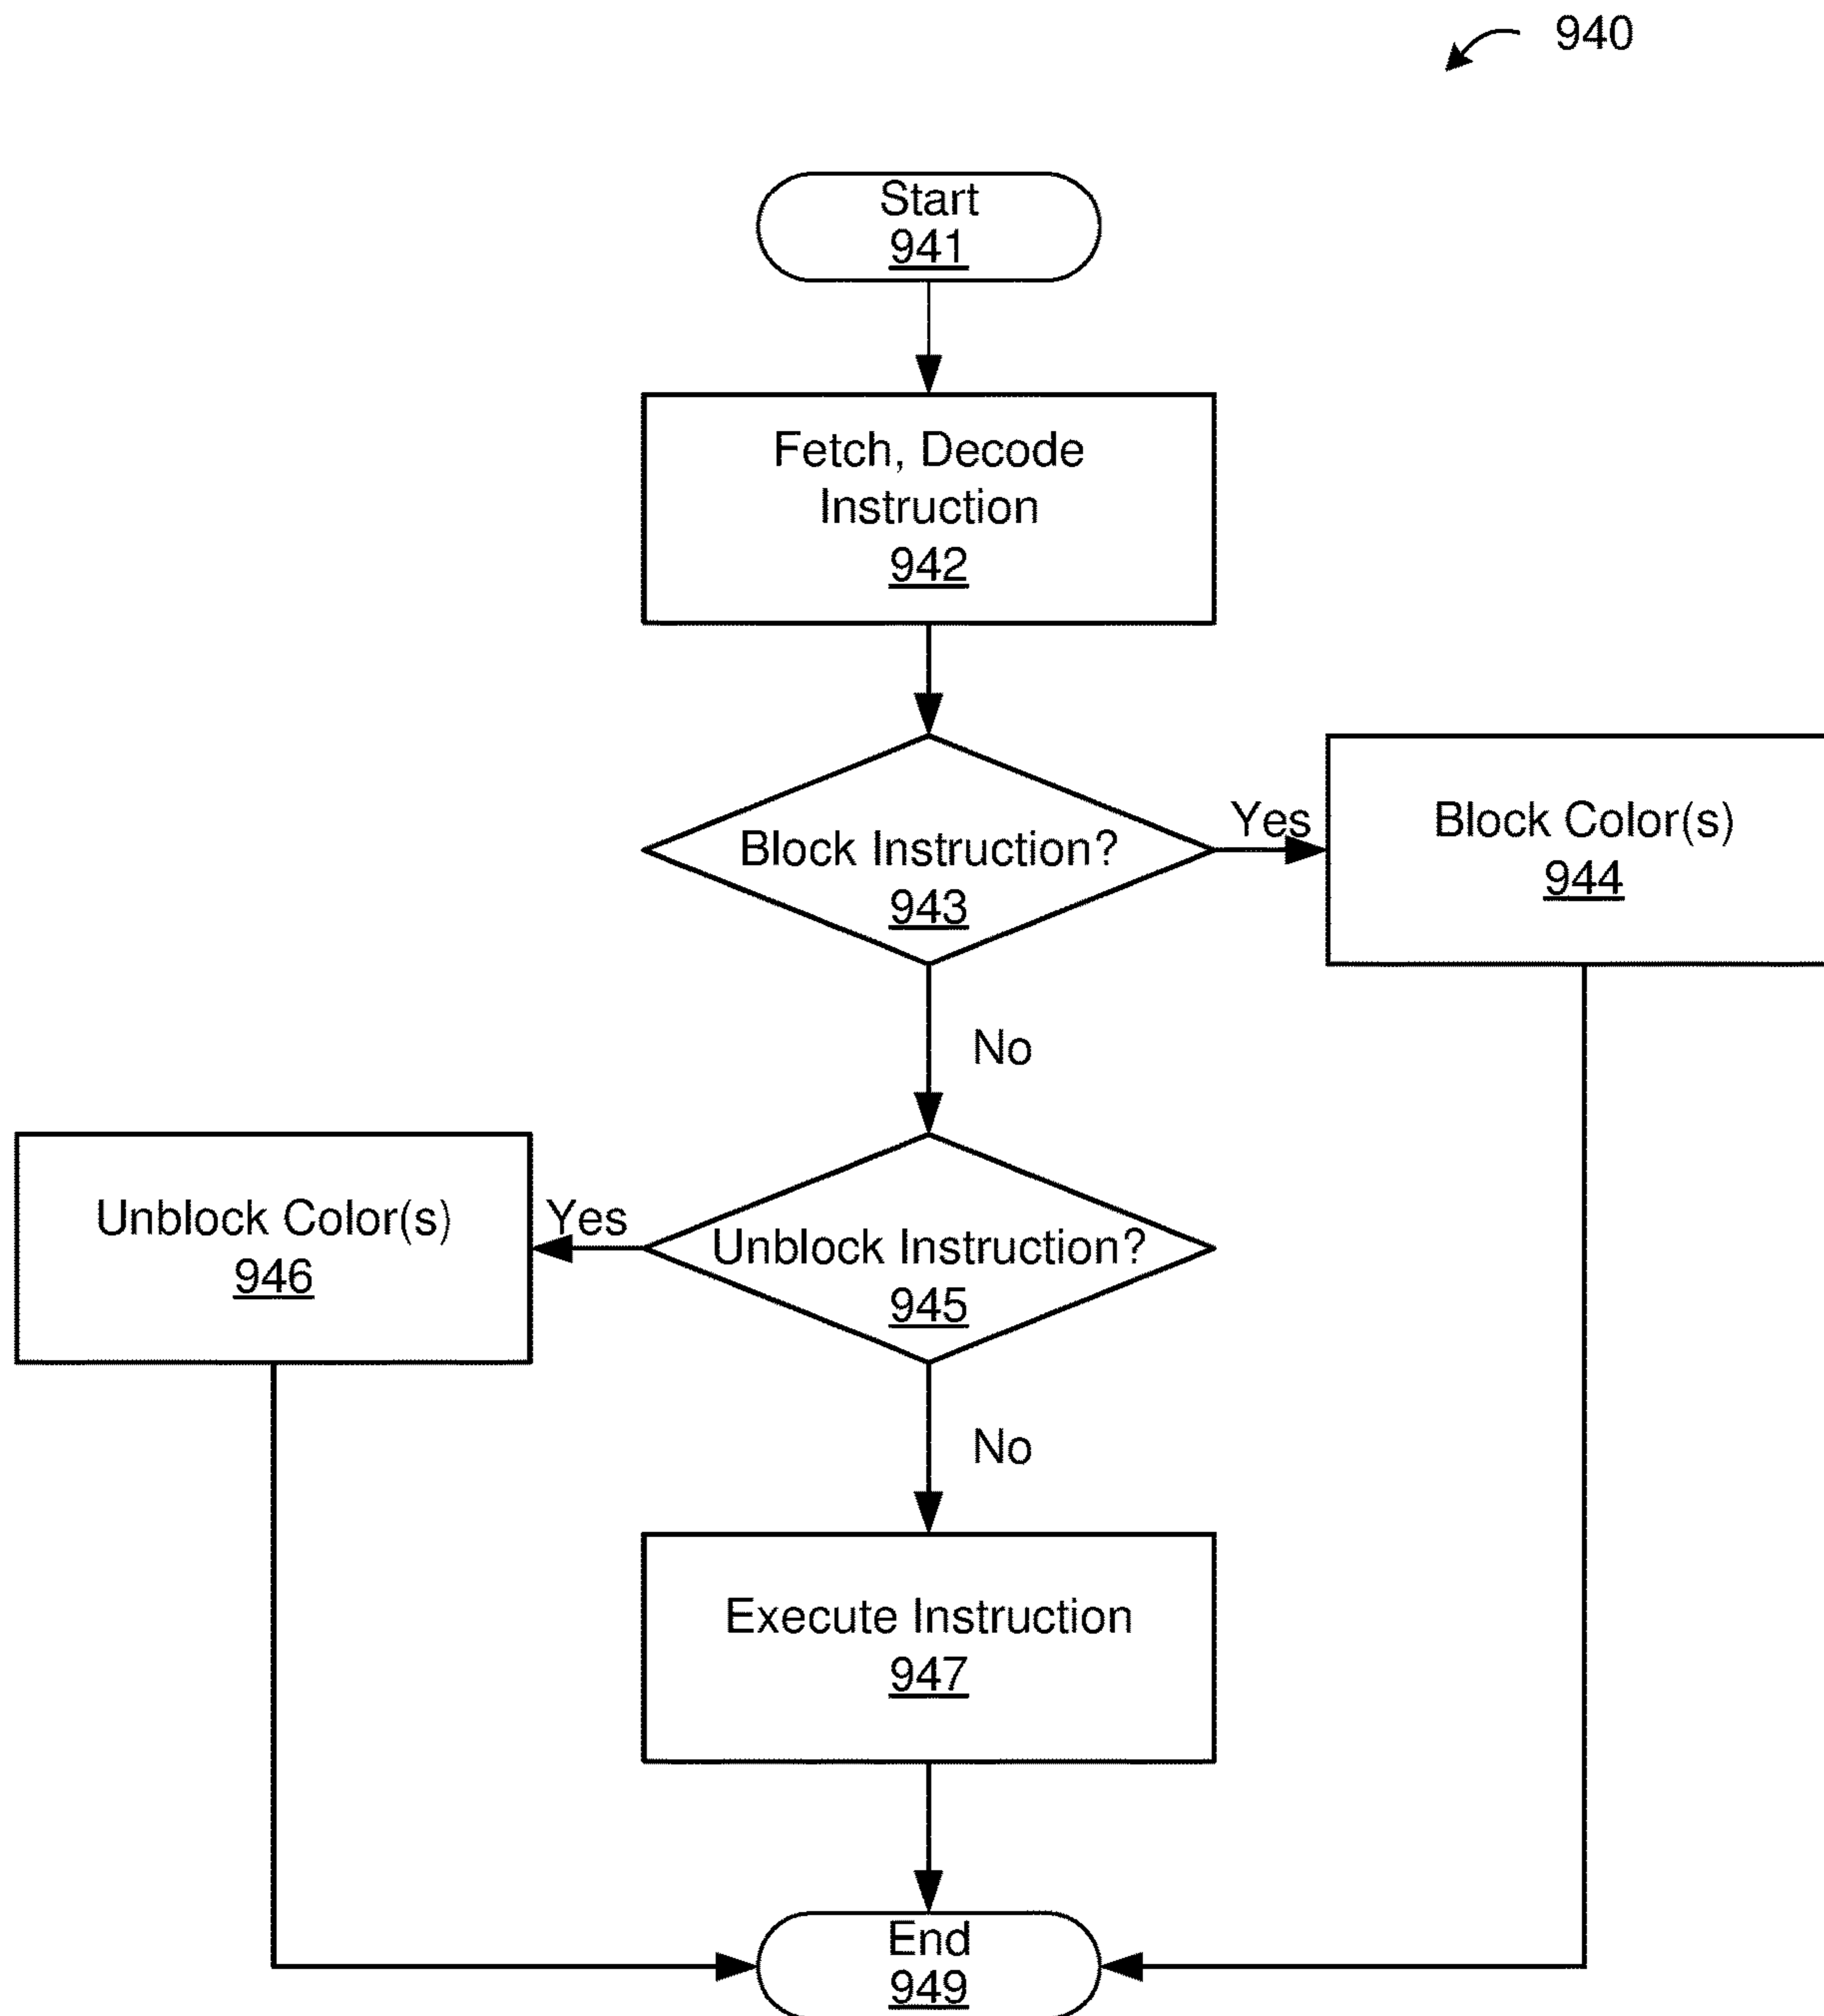 940
Start
941
Fetch, Decode
Instruction
942
Block Instruction?
943
Yes
Block Color(s)
944
No
Unblock Color(s)
946
Yes
Unblock Instruction?
945
No
Execute Instruction
947
End
949